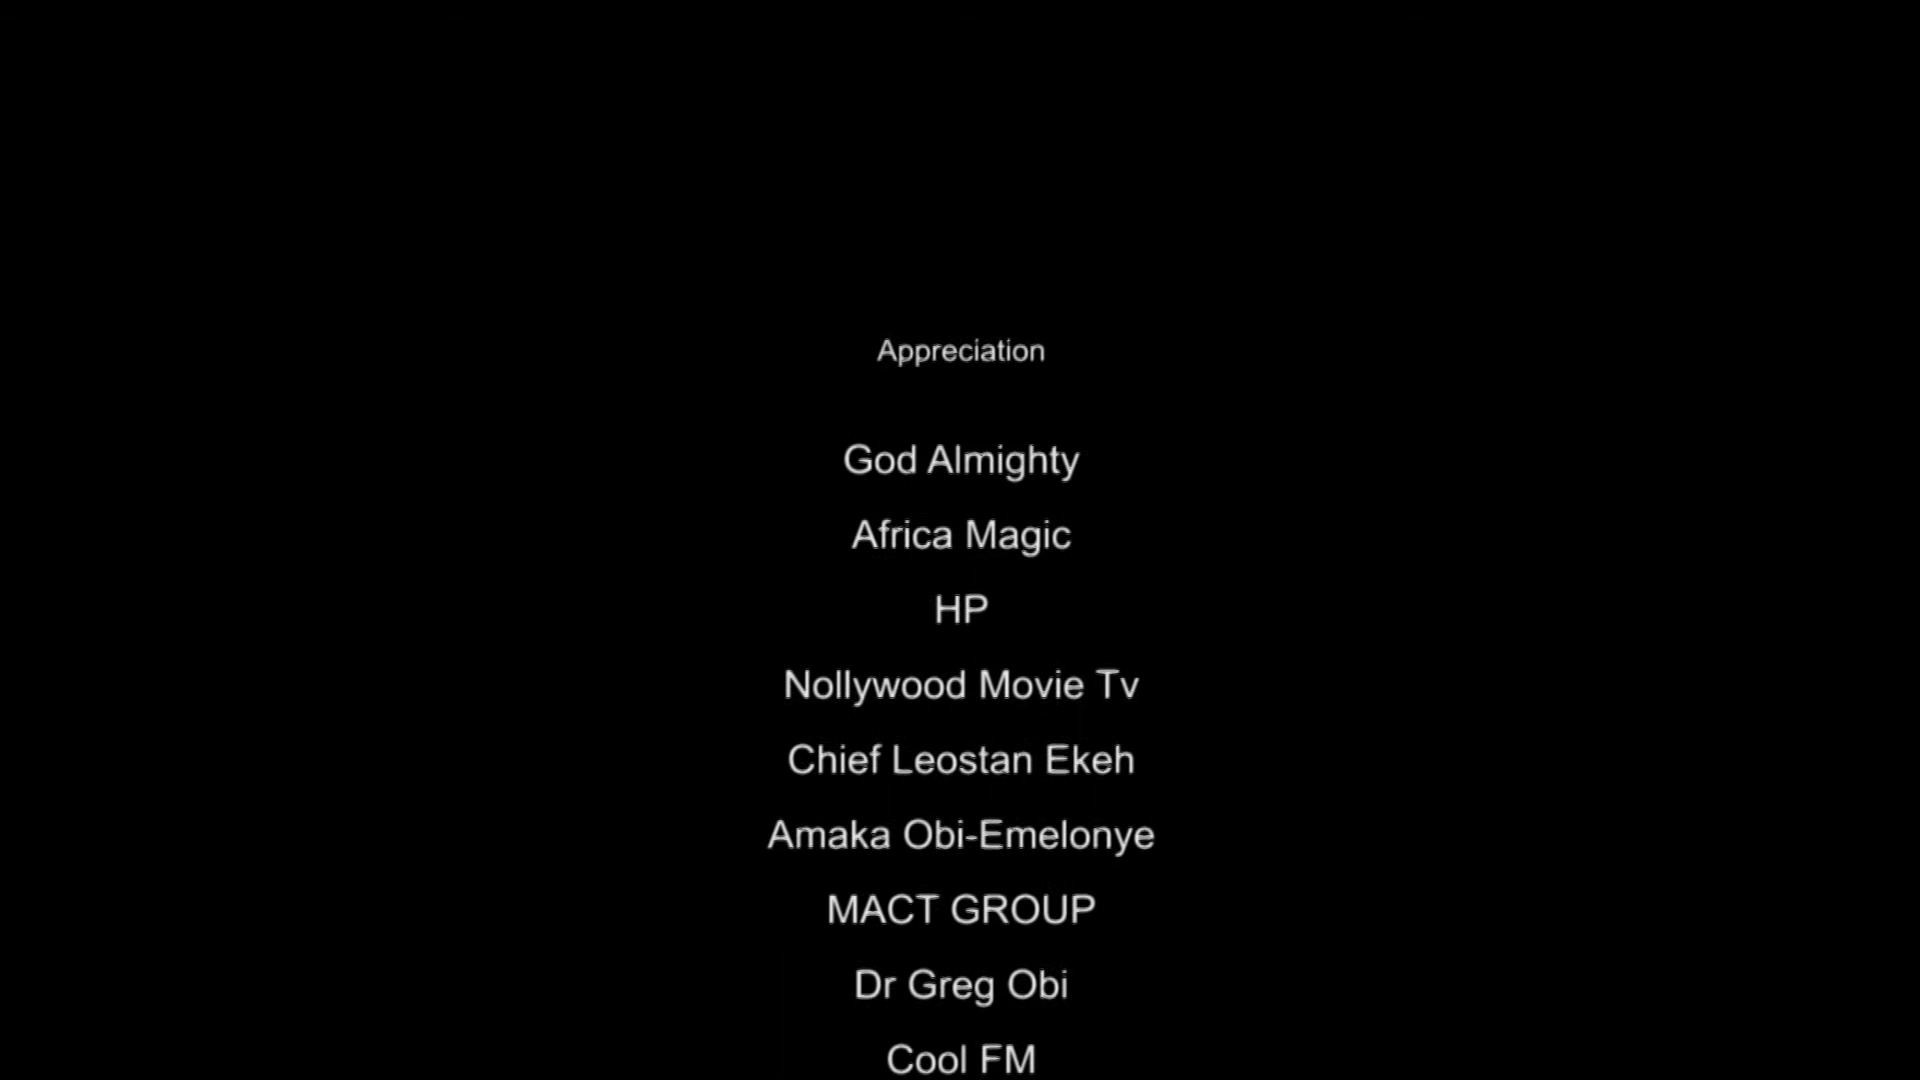 Appreciation
God Almighty
Africa Magic
HP
Nollywood Movie Tv
Chief Leostan Ekeh
Amaka Obi-Emelonye
MACT GROUP
Dr Greg Obi
Cool FM